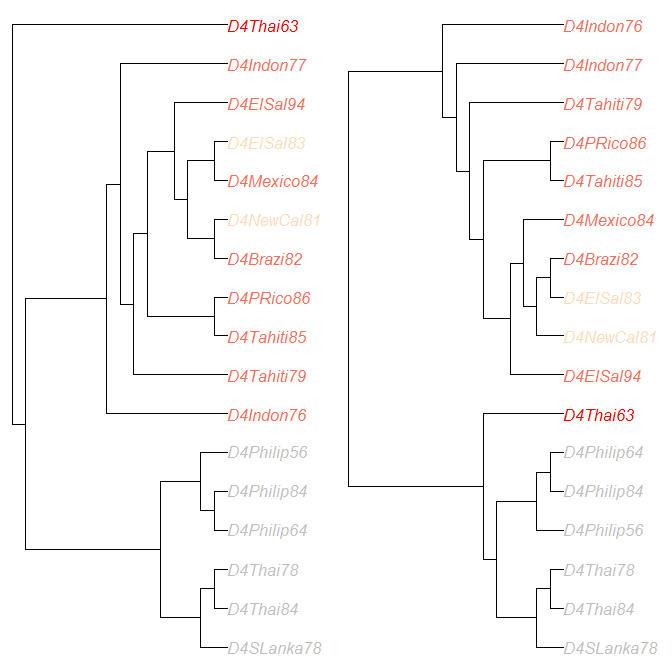 D4Thai63
D4Indon77
D4ElSal94
D4ElSal83
D4Mexico84
D4NewCal81
D4Brazi82
D4PRico86
D4Tahiti85
D4Tahiti79
D4Indon76
D4Philip56
D4Philip84
D4Philip64
D4Thai78
D4Thai84
D4SLanka78
D4Indon76
D4Indon77
D4Tahiti79
D4PRico86
D4Tahiti85
D4Mexico84
D4Brazi82
D4ElSal83
D4NewCal81
D4ElSal94
D4Thai63
D4Philip64
D4Philip84
D4Philip56
D4Thai78
D4Thai84
D4SLanka78